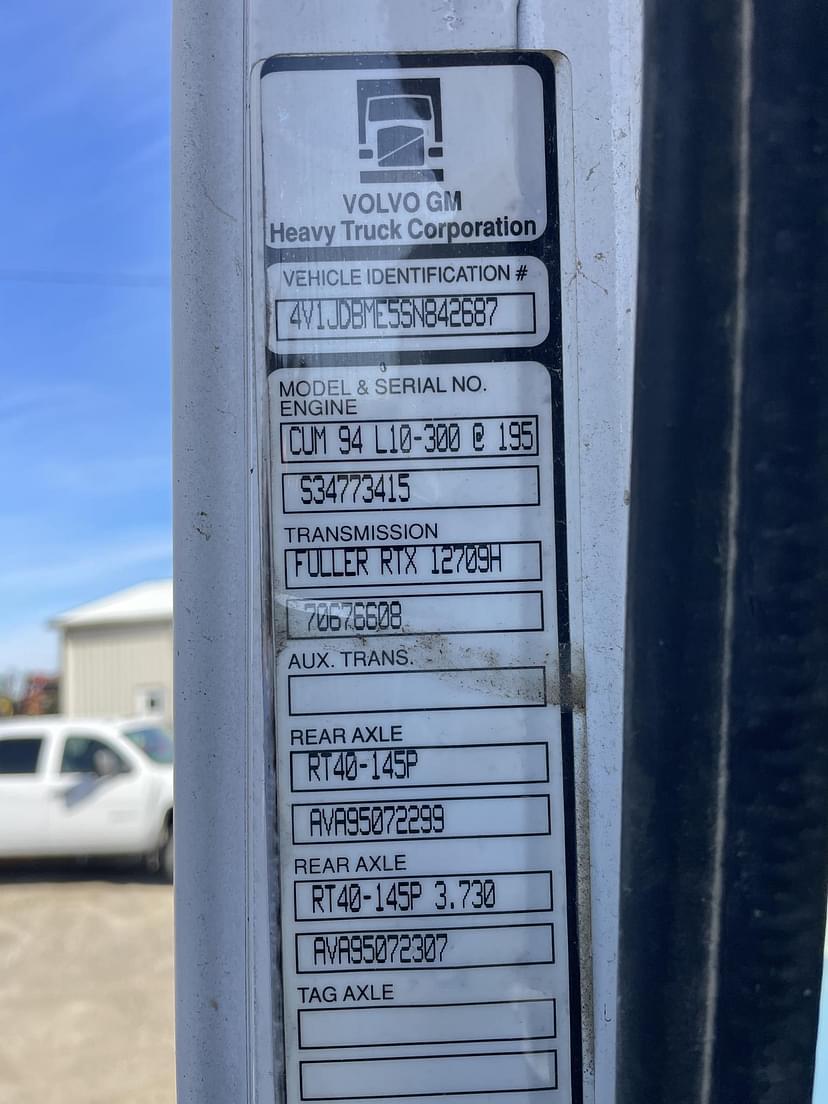 VOLVO GM
Heavy Truck Corporation
VEHICLE IDENTIFICATION #
4V1JDBME5SN842687
MODEL & SERIAL NO.
ENGINE
CUM 94 L10-300 @ 195
S34773415
TRANSMISSION
FULLER RTX 12709H
70676608
AUX. TRANS.
REAR AXLE
RT40-145P
AVA95072299
REAR AXLE
RT40-145P 3.730
AVA95072307
TAG AXLE